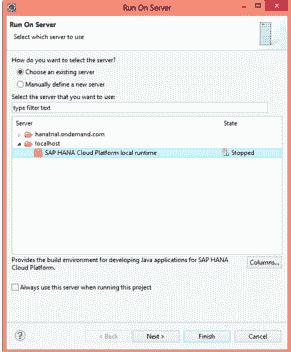 Run On Server
Run On Server
Select which server to use
How do you want to select the server?
Choose an existing server
Manually define a new server
Select the server that you want to use:
type filter text
Server State
hanatrial.ondemand.com
localhost
SAP HANA Cloud Platform local runtime Stopped
Provides the build environment for developing Java applications for SAP HANA
Cloud Platform.
Columns...
Always use this server when running this project
< Back Next > Finish Cancel